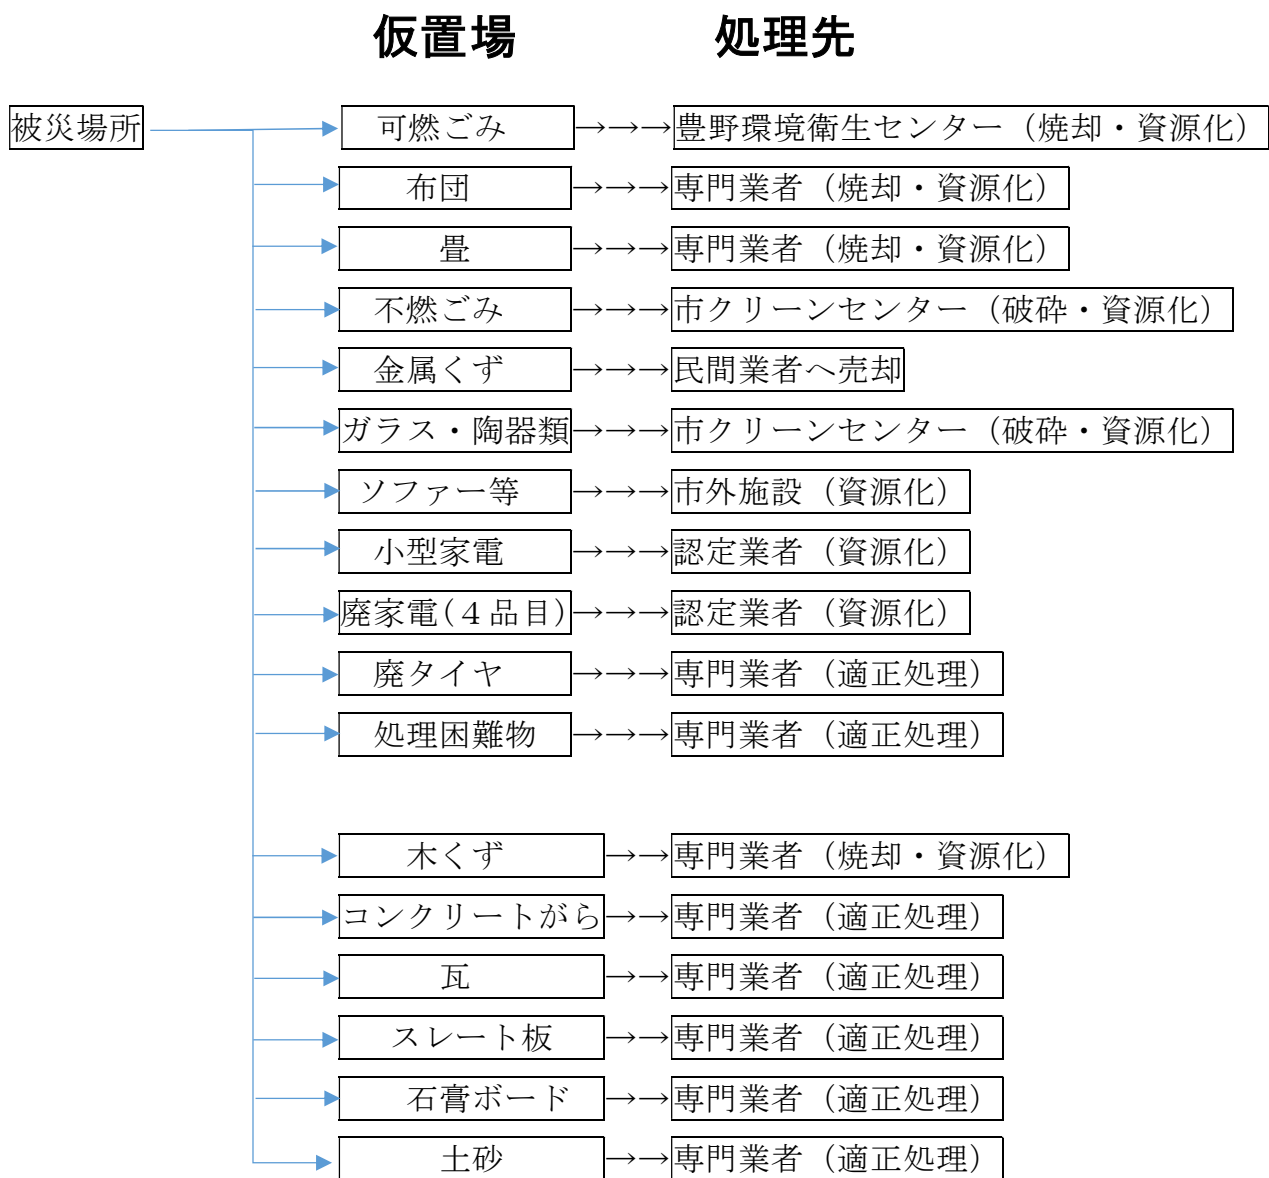 仮置場 処理先
被災場所 可燃ごみ →→→ 豊野環境衛生センター（焼却・資源化）
布団 →→→ 専門業者（焼却・資源化）
畳 →→→ 専門業者（焼却・資源化）
不燃ごみ →→→ 市クリーンセンター（破砕・資源化）
金属くず →→→ 民間業者へ売却
ガラス・陶器類 →→→ 市クリーンセンター（破砕・資源化）
ソファー等 →→→ 市外施設（資源化）
小型家電 →→→ 認定業者（資源化）
廃家電（４品目） →→→ 認定業者（資源化）
廃タイヤ →→→ 専門業者（適正処理）
処理困難物 →→→ 専門業者（適正処理）
木くず →→ 専門業者（焼却・資源化）
コンクリートがら →→ 専門業者（適正処理）
瓦 →→ 専門業者（適正処理）
スレート板 →→ 専門業者（適正処理）
石膏ボード →→ 専門業者（適正処理）
土砂 →→ 専門業者（適正処理）